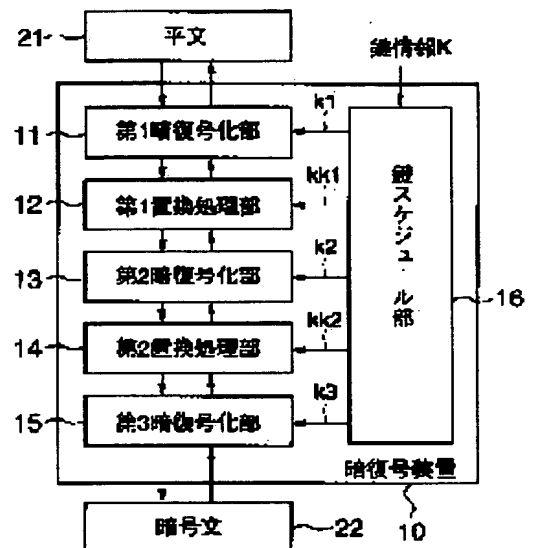 21
平文
鍵情報K
11
第1暗復号化部
k1
12
第1置換処理部
kk1
13
第2暗復号化部
k2
鍵スケジュール部
16
14
第2置換処理部
kk2
15
第3暗復号化部
k3
暗復号装置
10
暗号文
22